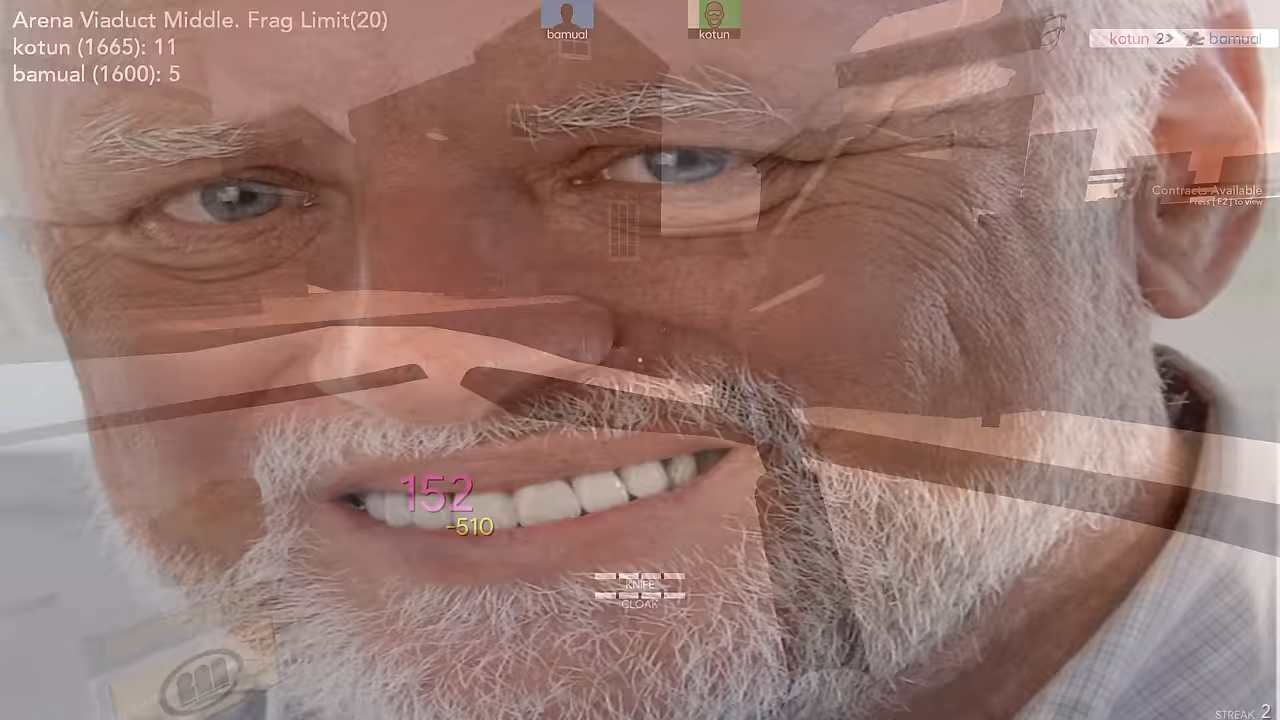 Arena Viaduct Middle. Frag Limit(20)
kotun (1665): 11
bamual (1600): 5
bamual
kotun
kotun 2> bamual
Contracts Available
Press [F2] to view
152
-510
KNIFE
CLOAK
STREAK 2